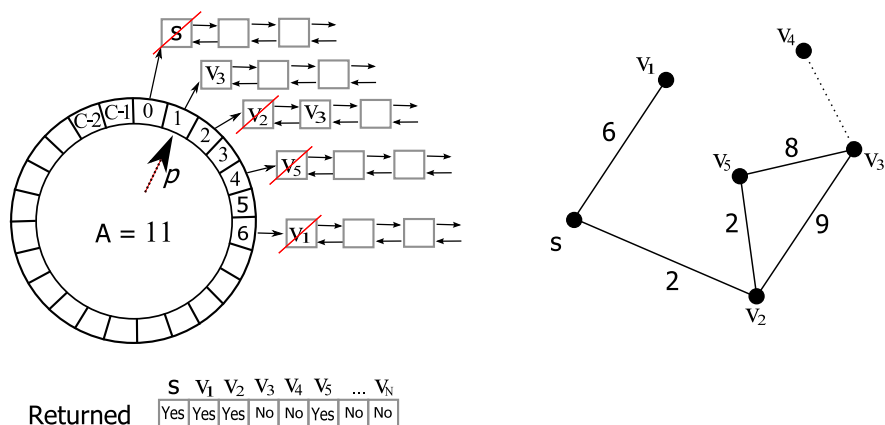 S
V3
V2 V3
V5
V1
C-2 C-1 0 1 2 3 4 5 6
p
A = 11
S V1 V2 V3 V4 V5 ... VN
Returned Yes Yes Yes No No Yes No No
V4
V1
6
V5 8 V3
S 2 9
2
V2